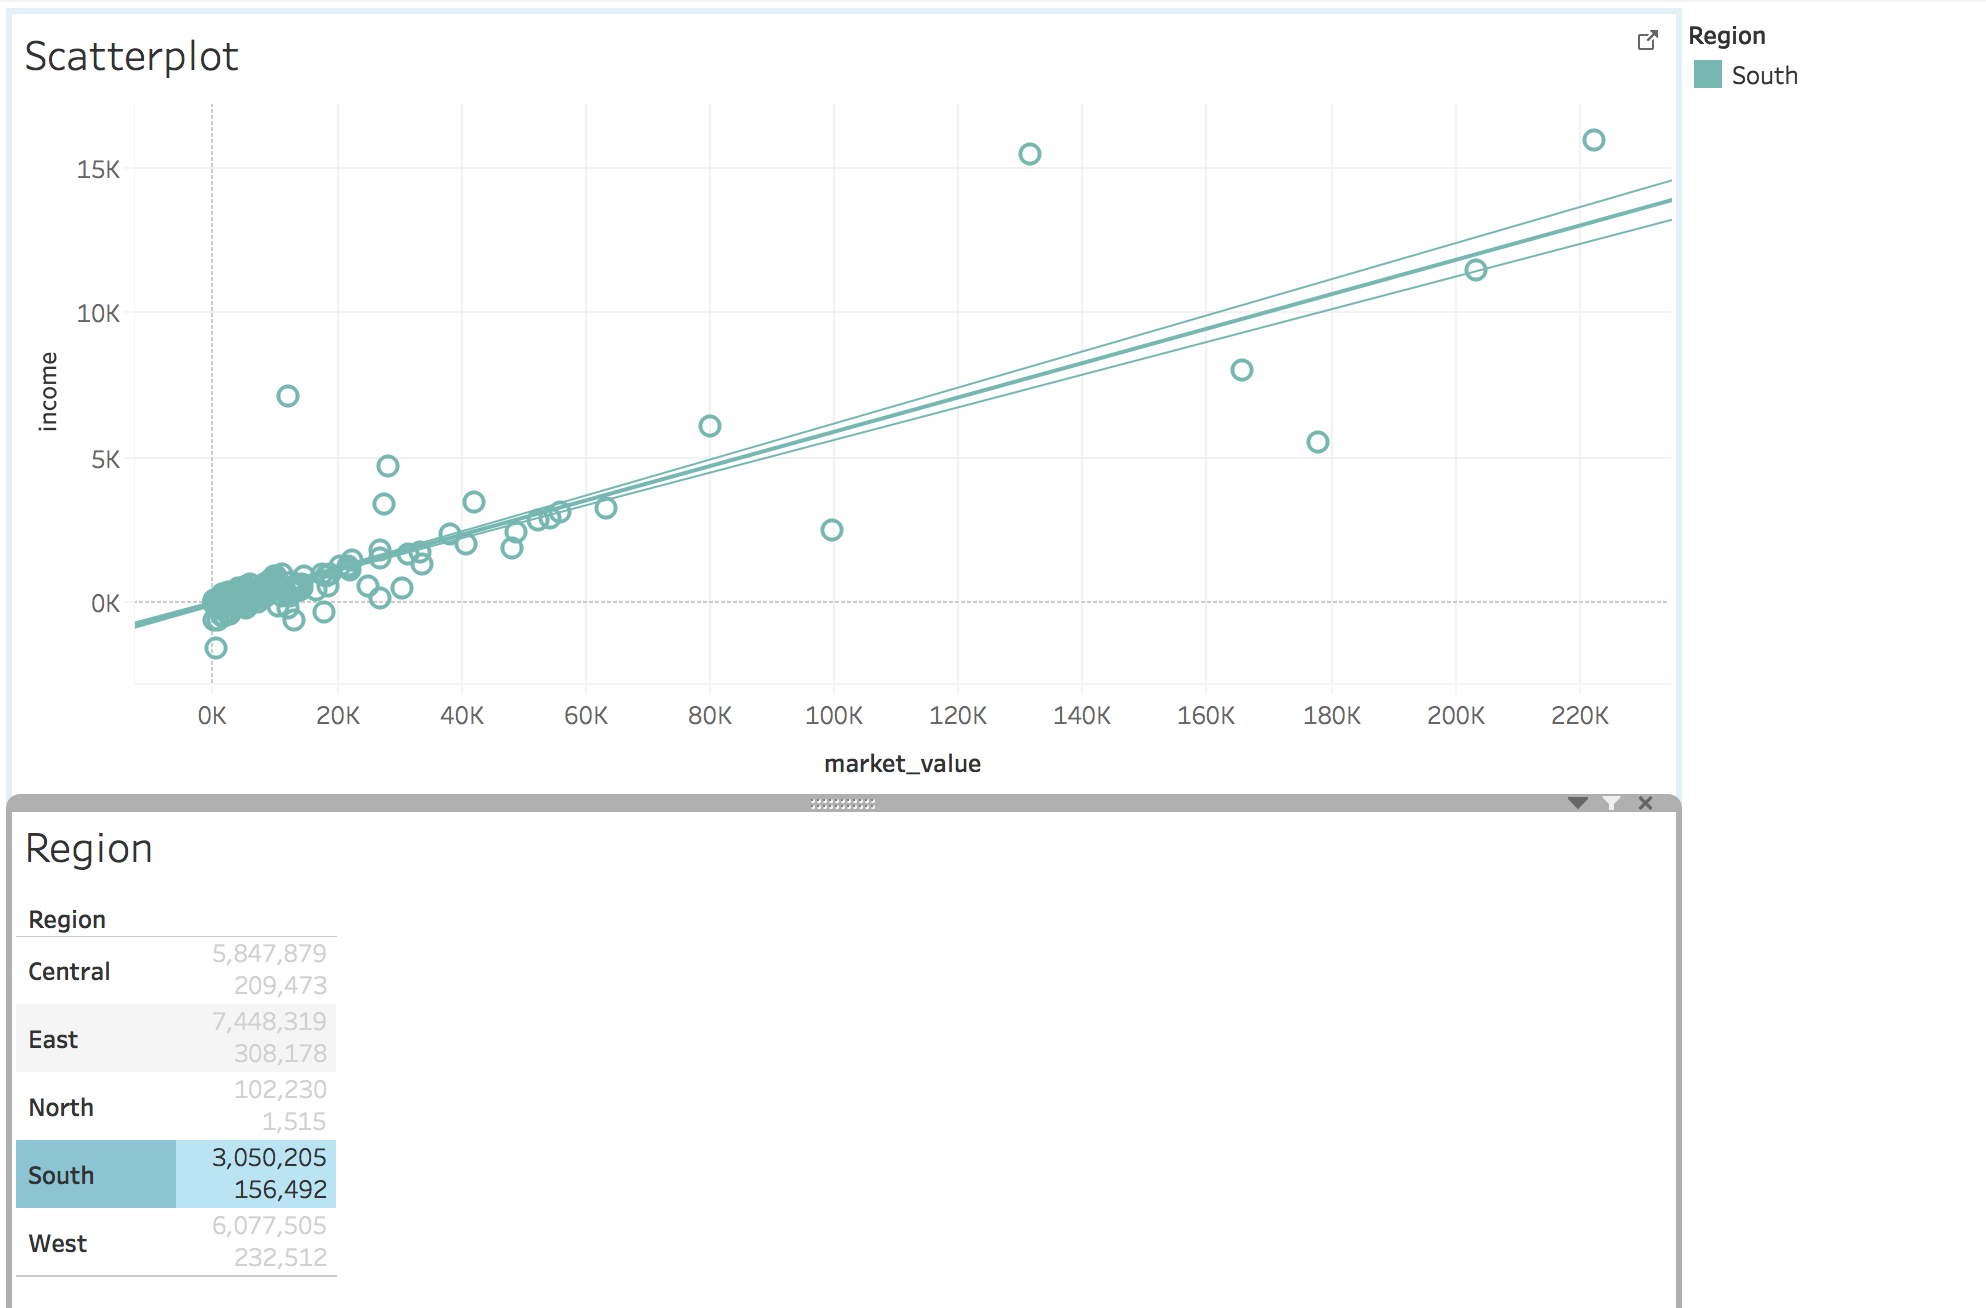 Scatterplot
Region
South
15K
10K
5K
0K
income
0K 20K 40K 60K 80K 100K 120K 140K 160K 180K 200K 220K
market_value
Region
Region
Central 5,847,879
209,473
East 7,448,319
308,178
North 102,230
1,515
South 3,050,205
156,492
West 6,077,505
232,512